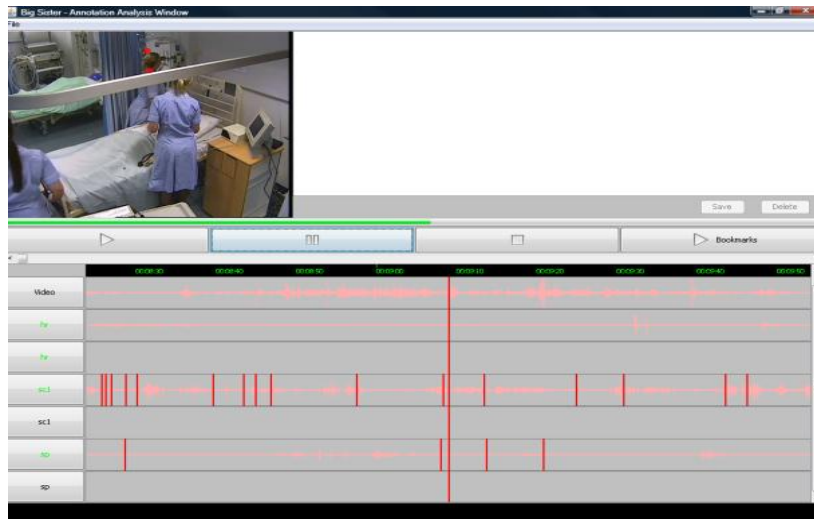 Big Sister - Annotation Analysis Window
File
Save Delete
Bookmarks
00:08:30 00:08:40 00:08:50 00:09:00 00:09:10 00:09:20 00:09:30 00:09:40 00:09:50
Video
hr
hr
sc1
sc1
sp
sp